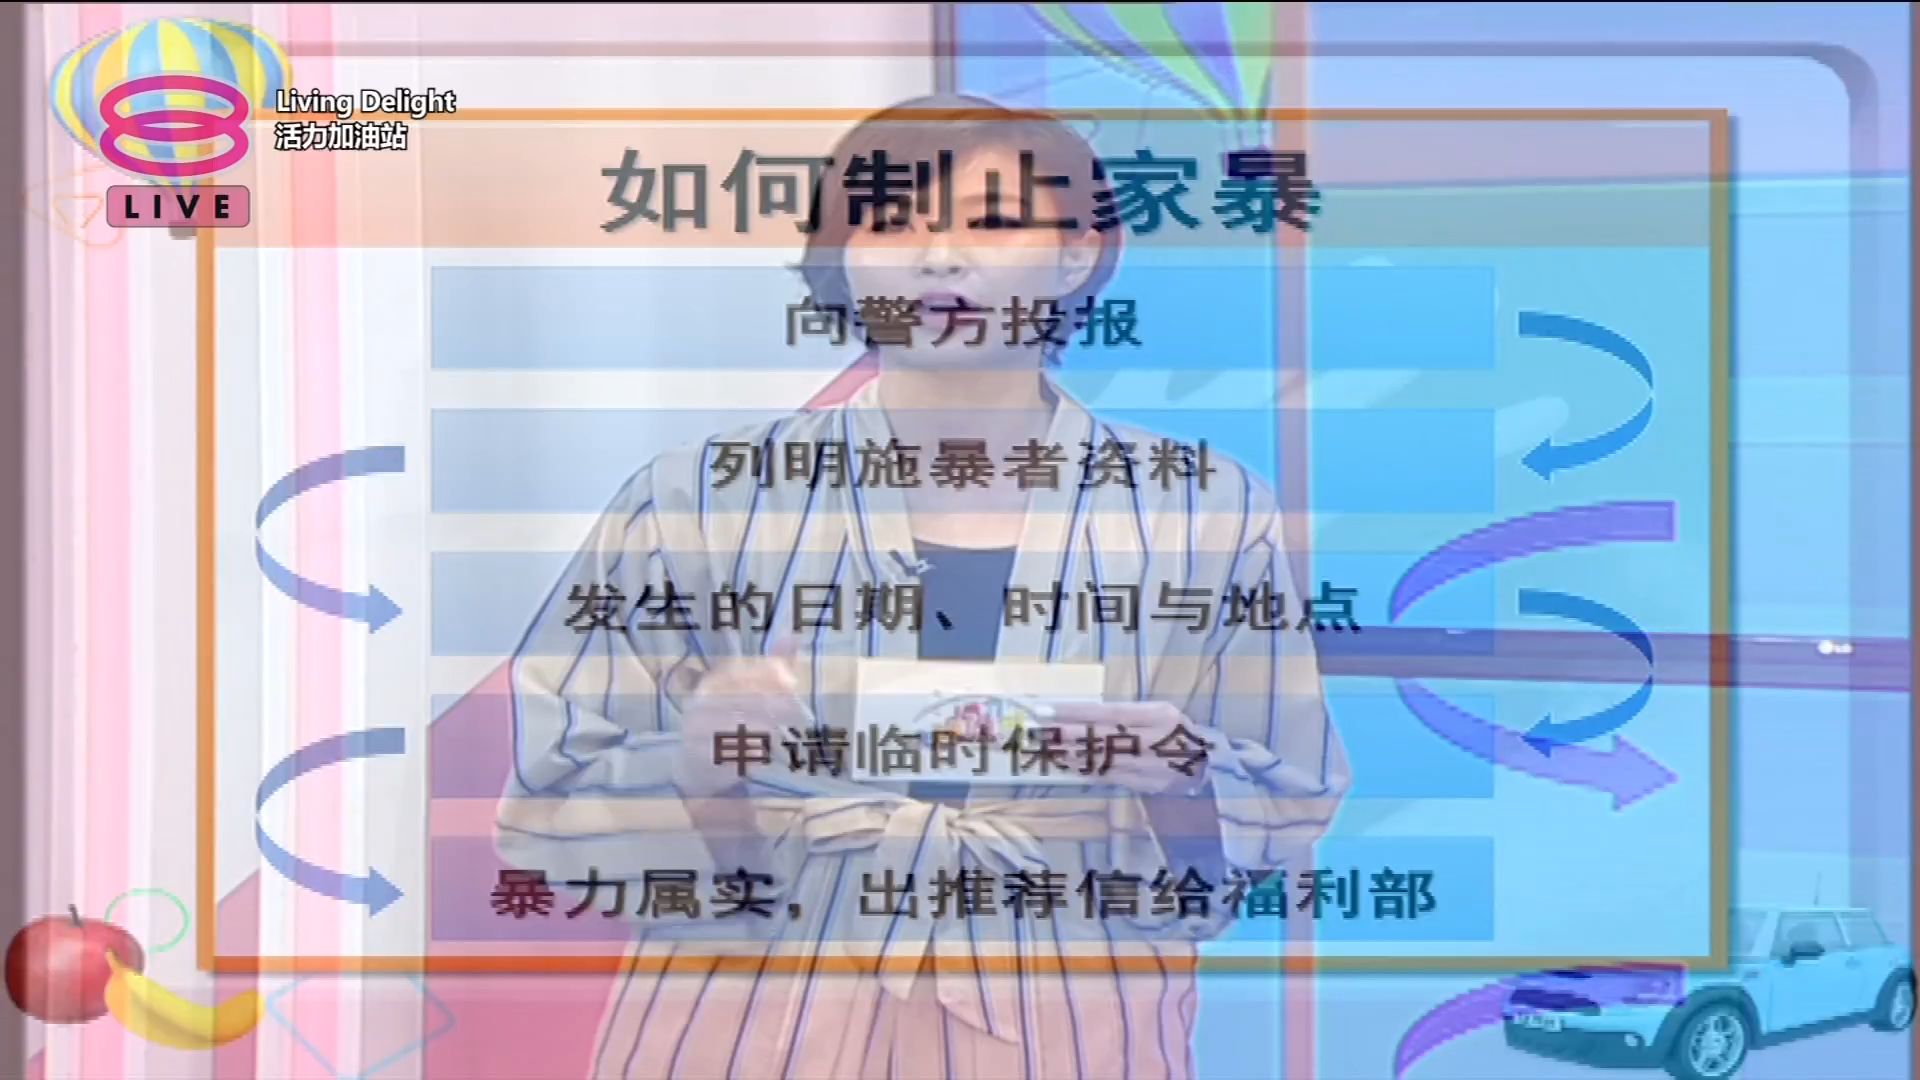 Living Delight
活力加油站
LIVE
如何制止家暴
向警方投报
列明施暴者资料
发生的日期、时间与地点
申请临时保护令
暴力属实，出推荐信给福利部